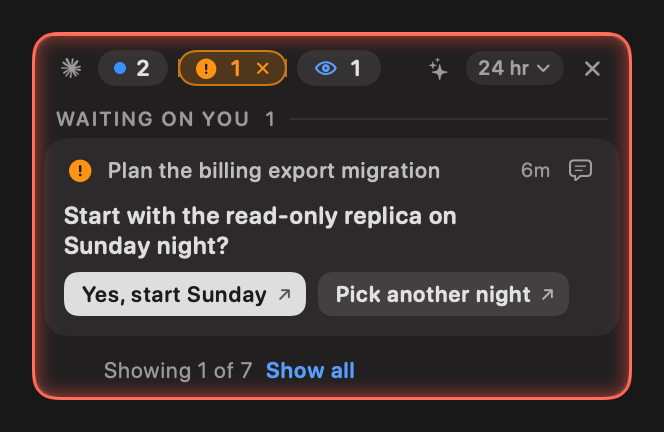 2 1 1 24 hr
WAITING ON YOU 1
Plan the billing export migration 6m
Start with the read-only replica on
Sunday night?
Yes, start Sunday Pick another night
Showing 1 of 7 Show all